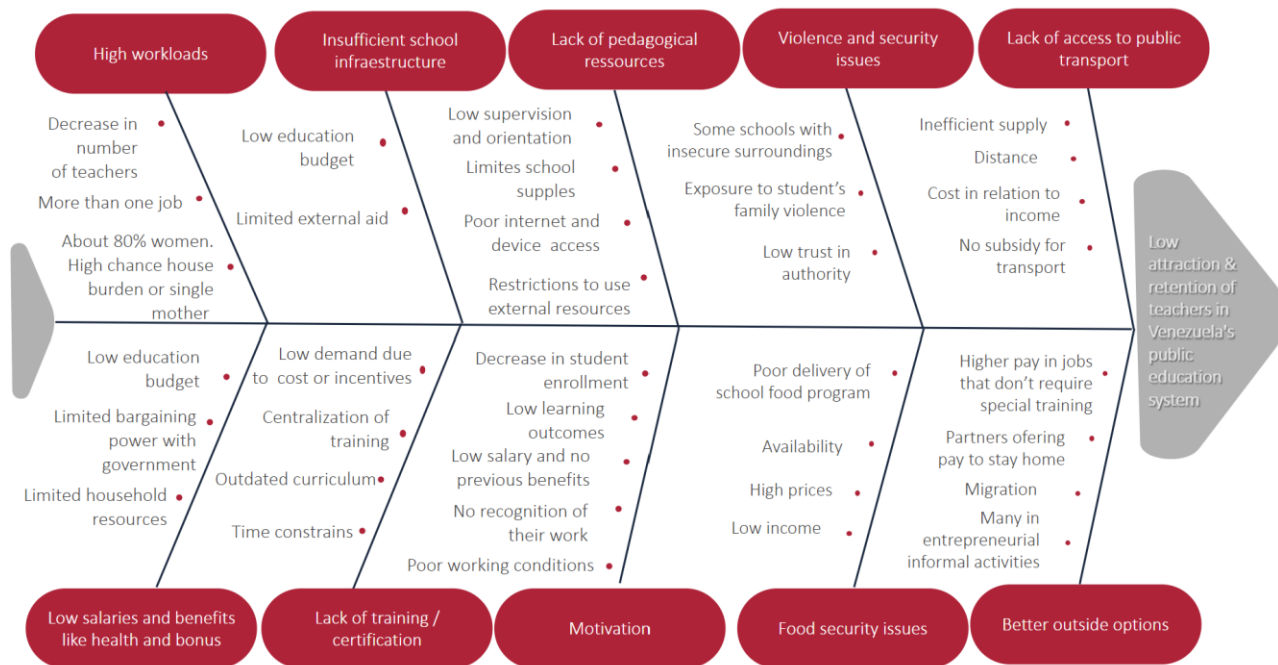 High workloads
Insufficient school
infraestructure
Lack of pedagogical
ressources
Violence and security
issues
Lack of access to public
transport
Decrease in
number
of teachers
More than one job
About 80% women.
High chance house
burden or single
mother
Low education
budget
Limited external aid
Low supervision
and orientation
Limites school
supples
Poor internet and
device access
Restrictions to use
external resources
Some schools with
insecure surroundings
Exposure to student's
family violence
Low trust in
authority
Inefficient supply
Distance
Cost in relation to
income
No subsidy for
transport
Low
attraction &
retention of
teachers in
Venezuela's
public
education
system
Low education
budget
Limited bargaining
power with
government
Limited household
resources
Low demand due
to cost or incentives
Centralization of
training
Outdated curriculum
Time constrains
Decrease in student
enrollment
Low learning
outcomes
Low salary and no
previous benefits
No recognition of
their work
Poor working conditions
Poor delivery of
school food program
Availability
High prices
Low income
Higher pay in jobs
that don't require
special training
Partners ofering
pay to stay home
Migration
Many in
entrepreneurial
informal activities
Low salaries and benefits
like health and bonus
Lack of training /
certification
Motivation
Food security issues
Better outside options